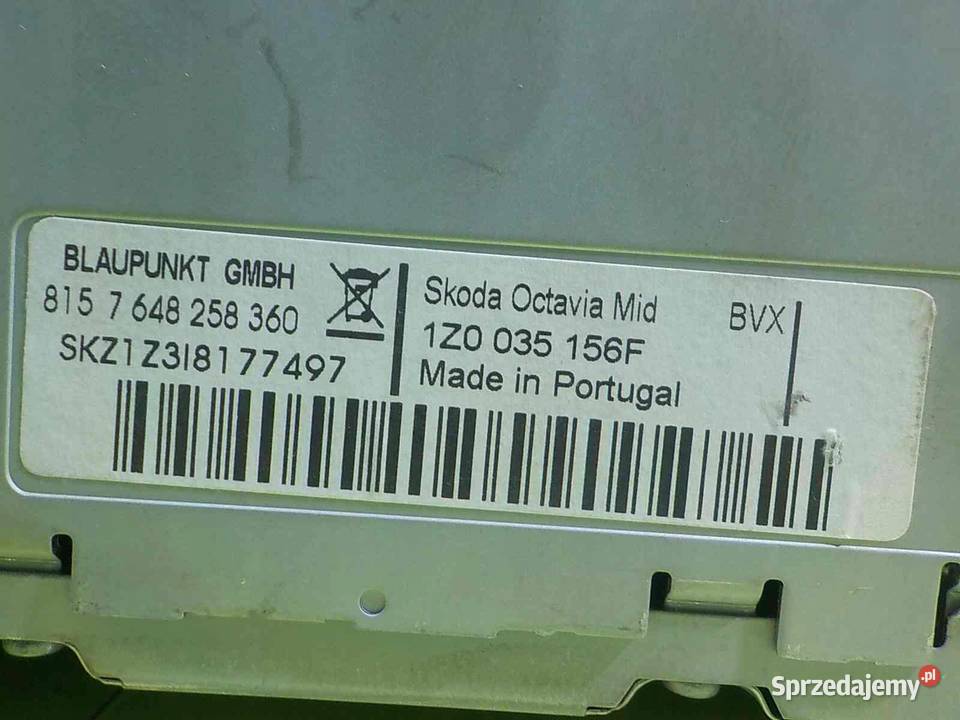 BLAUPUNKT GMBH
815 7 648 258 360
SKZ1Z3I8177497
Skoda Octavia Mid
1Z0 035 156F
Made in Portugal
BVX
Sprzedajemy.pl